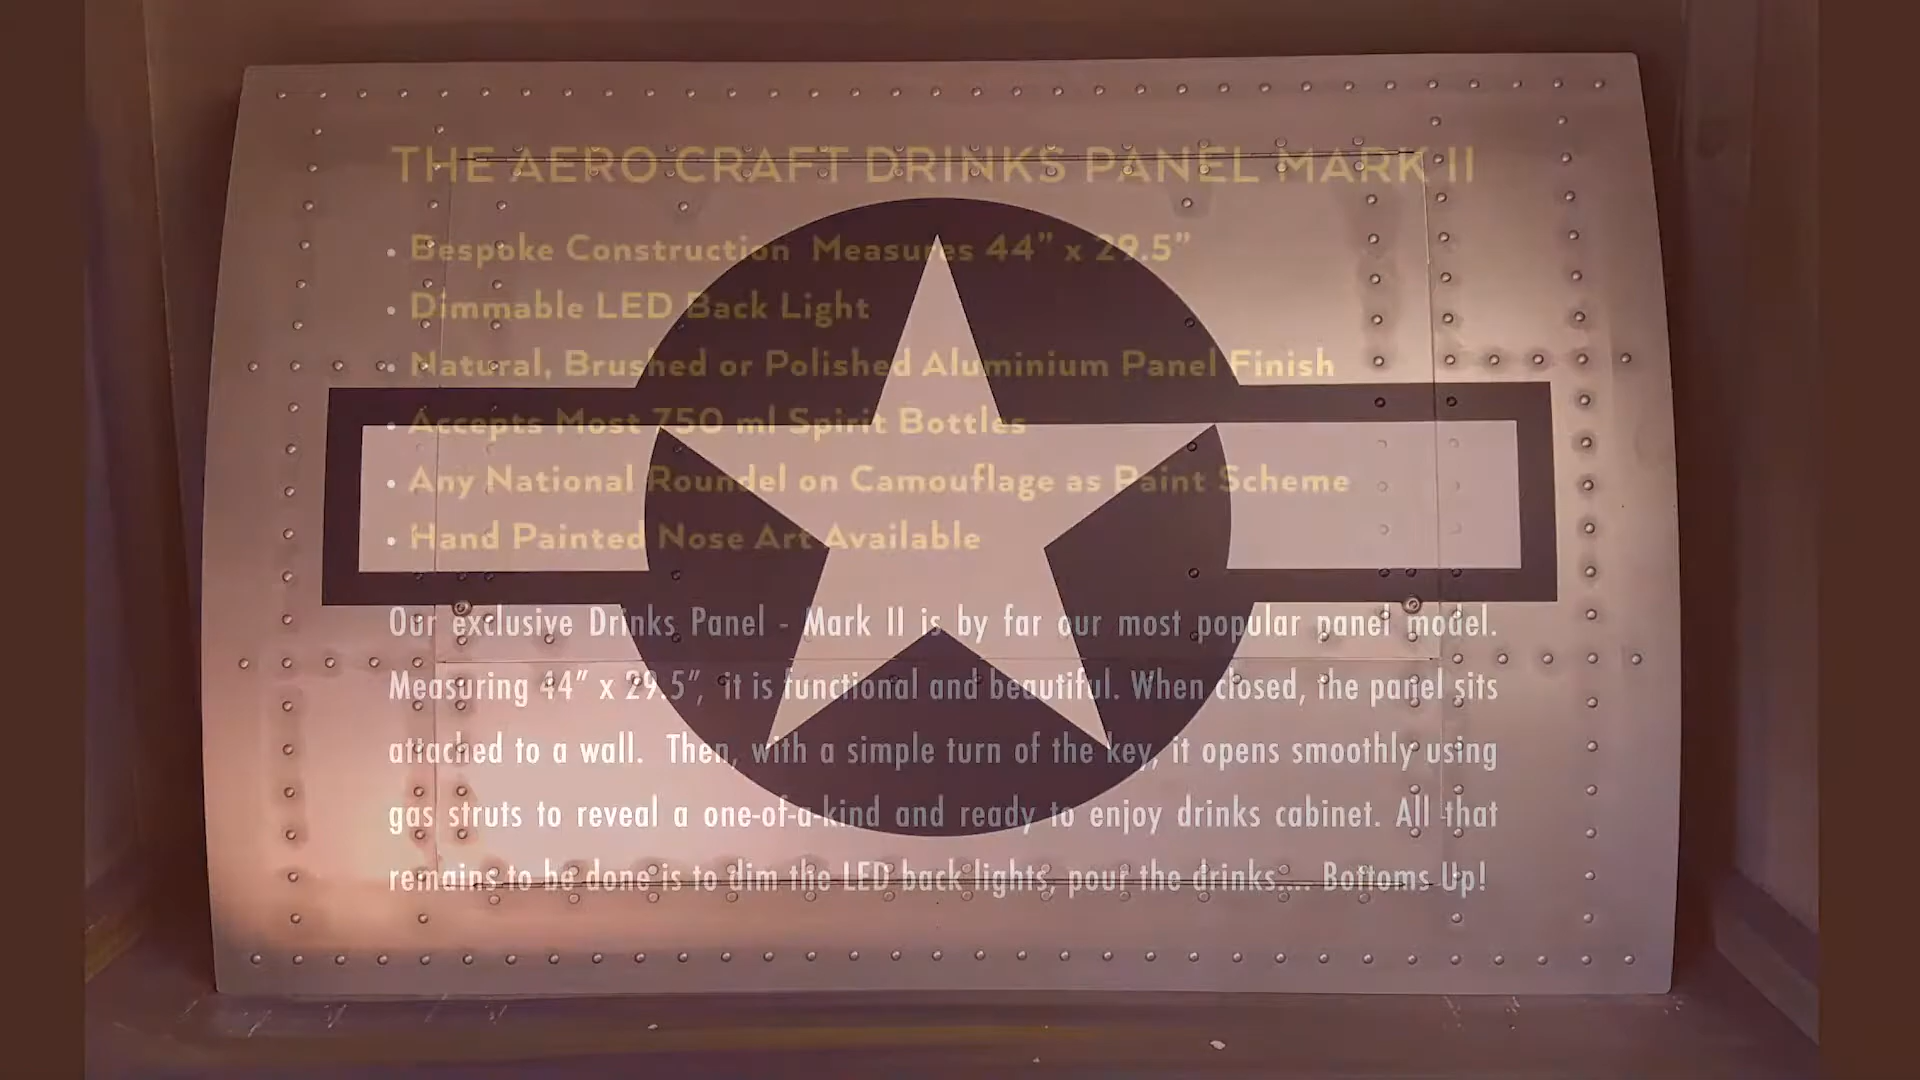 THE AERO CRAFT DRINKS PANEL MARK II
• Bespoke Construction Measures 44” x 29.5”
• Dimmable LED Back Light
• Natural, Brushed or Polished Aluminium Panel Finish
• Accepts Most 750 ml Spirit Bottles
• Any National Roundel on Camouflage as Paint Scheme
• Hand Painted Nose Art Available
Our exclusive Drinks Panel - Mark II is by far our most popular panel model.
Measuring 44” x 29.5”, it is functional and beautiful. When closed, the panel sits
attached to a wall. Then, with a simple turn of the key, it opens smoothly using
gas struts to reveal a one-of-a-kind and ready to enjoy drinks cabinet. All that
remains to be done is to dim the LED back lights, pour the drinks.... Bottoms Up!